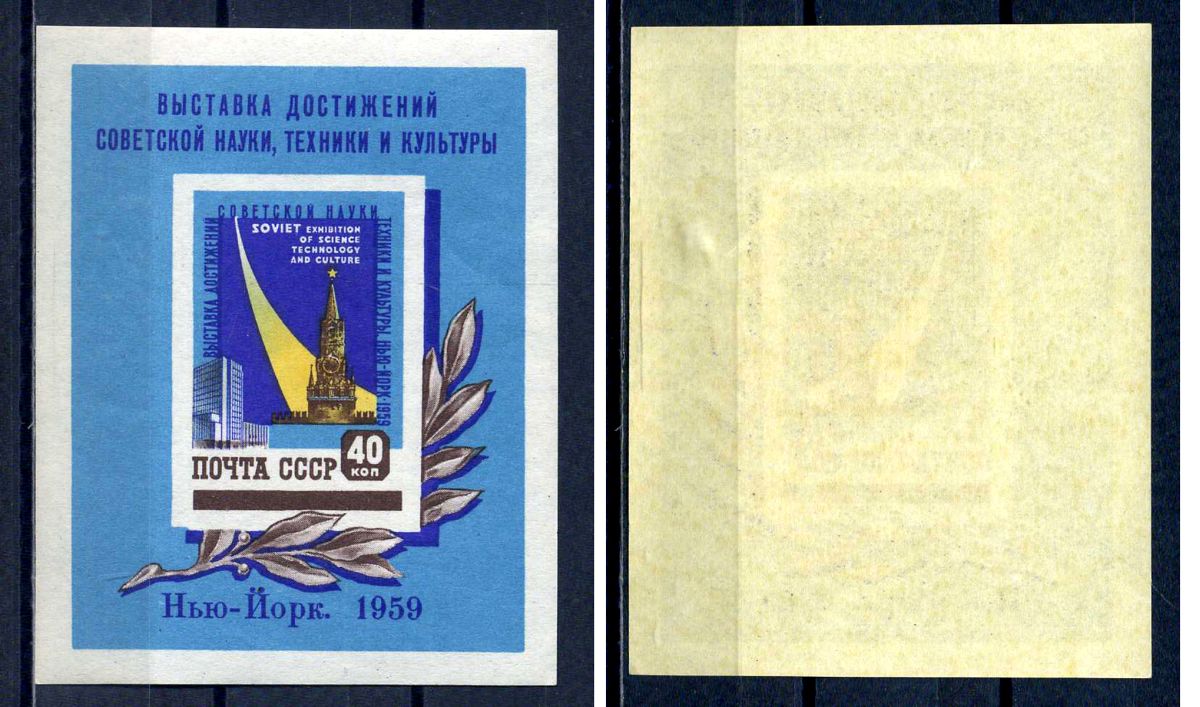 ВЫСТАВКА ДОСТИЖЕНИЙ
СОВЕТСКОЙ НАУКИ, ТЕХНИКИ И КУЛЬТУРЫ
ВЫСТАВКА ДОСТИЖЕНИЙ
СОВЕТСКОЙ НАУКИ
ТЕХНИКИ И КУЛЬТУРЫ. НЬЮ-ЙОРК·1959
SOVIET EXHIBITION
OF SCIENCE
TECHNOLOGY
AND CULTURE
ПОЧТА СССР
40
КОП
Нью-Йорк. 1959